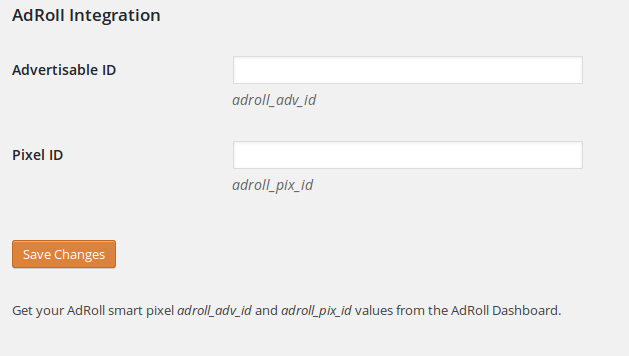 AdRoll Integration
Advertisable ID
adroll_adv_id
Pixel ID
adroll_pix_id
Save Changes
Get your AdRoll smart pixel adroll_adv_id and adroll_pix_id values from the AdRoll Dashboard.